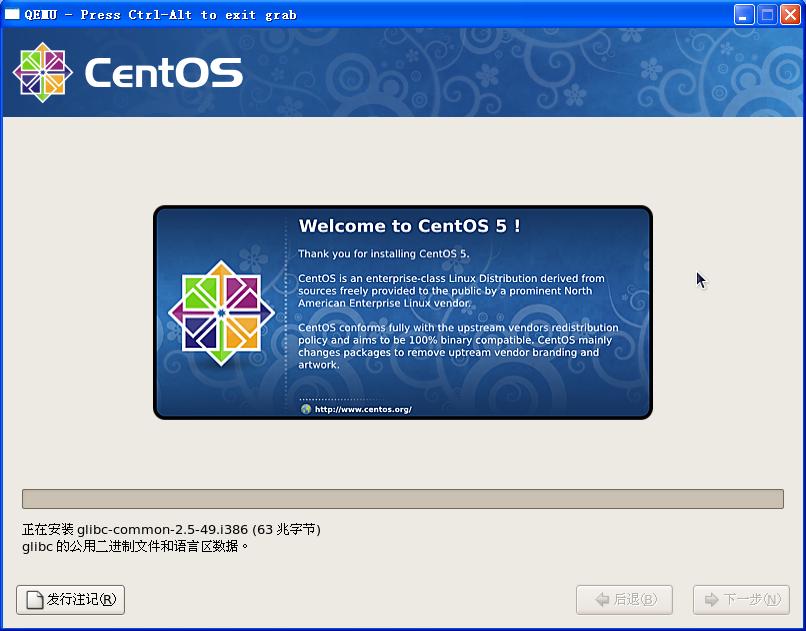 QEMU - Press Ctrl-Alt to exit grab
CentOS
Welcome to CentOS 5 !
Thank you for installing CentOS 5.
CentOS is an enterprise-class Linux Distribution derived from
sources freely provided to the public by a prominent North
American Enterprise Linux vendor.
CentOS conforms fully with the upstream vendors redistribution
policy and aims to be 100% binary compatible. CentOS mainly
changes packages to remove uptream vendor branding and
artwork.
http://www.centos.org/
正在安装 glibc-common-2.5-49.i386 (63 兆字节)
glibc 的公用二进制文件和语言区数据。
发行注记(R)
后退(B)
下一步(N)